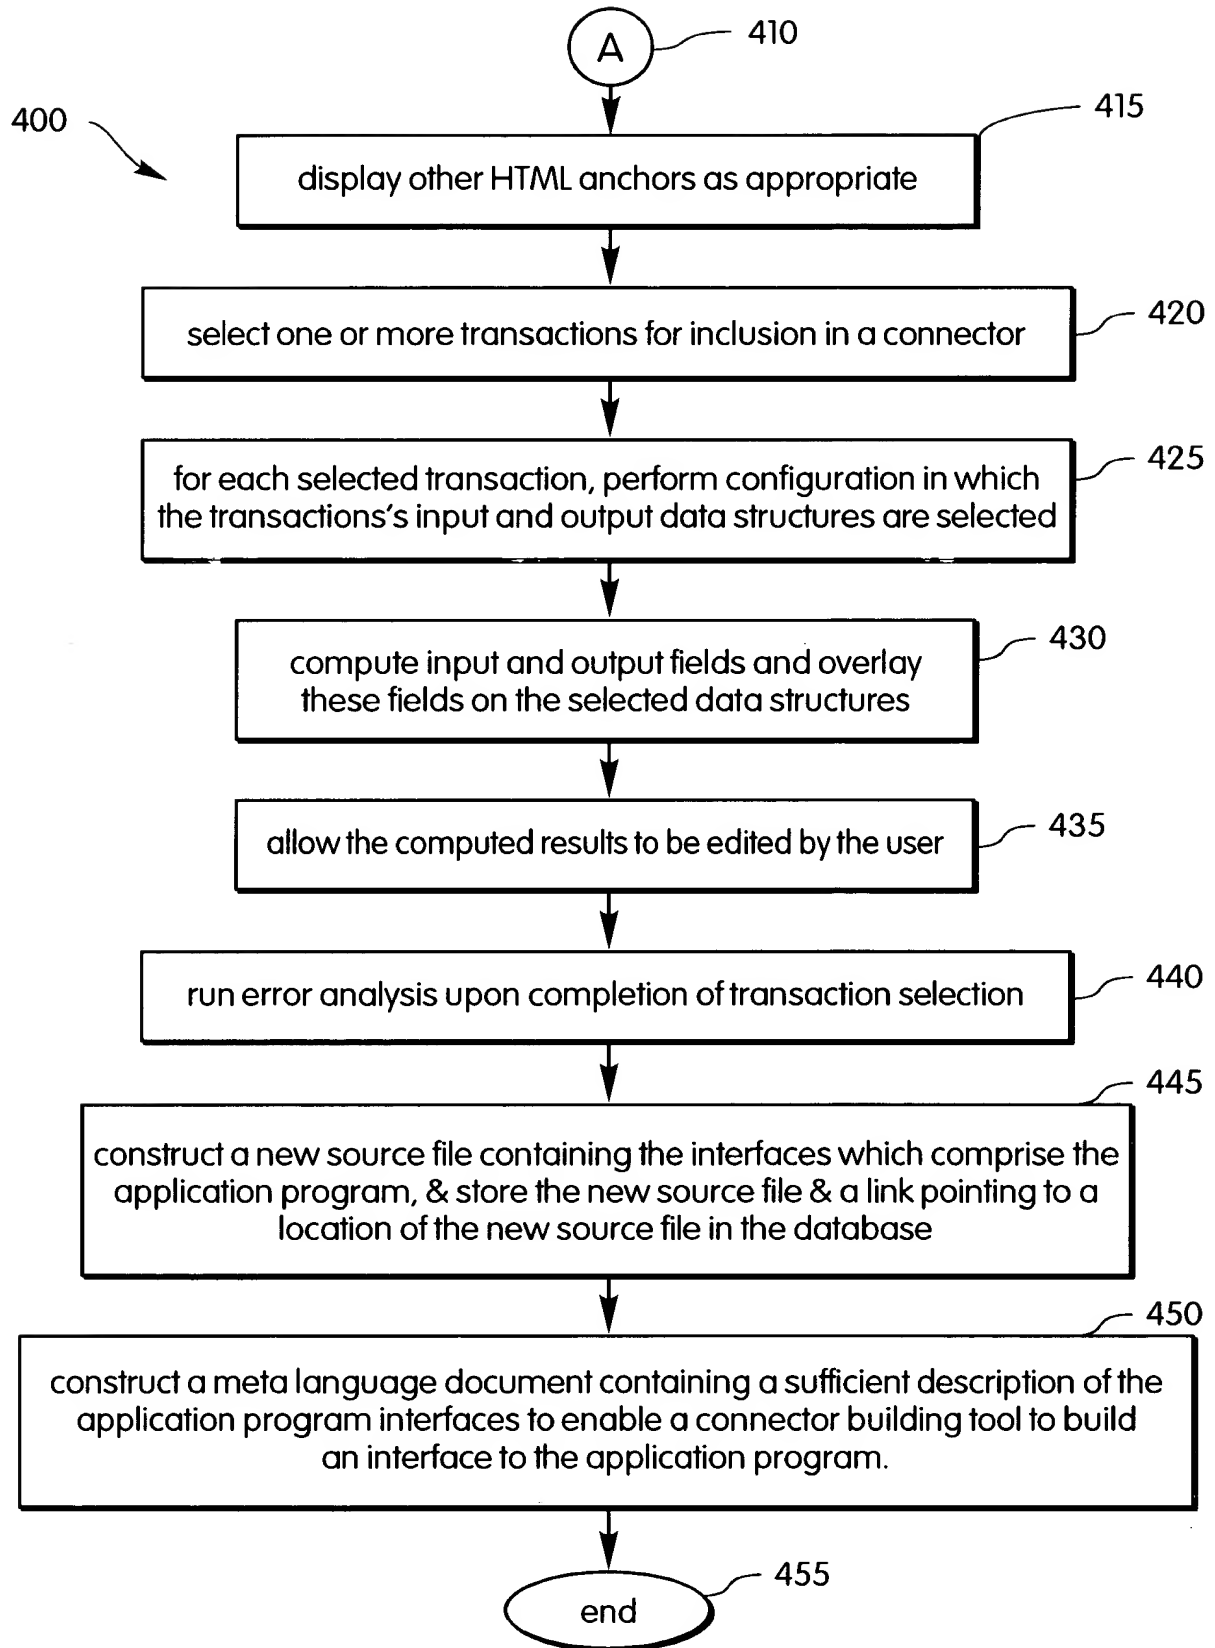 A
410
400
415
display other HTML anchors as appropriate
420
select one or more transactions for inclusion in a connector
425
for each selected transaction, perform configuration in which
the transactions's input and output data structures are selected
430
compute input and output fields and overlay
these fields on the selected data structures
435
allow the computed results to be edited by the user
440
run error analysis upon completion of transaction selection
445
construct a new source file containing the interfaces which comprise the
application program, & store the new source file & a link pointing to a
location of the new source file in the database
450
construct a meta language document containing a sufficient description of the
application program interfaces to enable a connector building tool to build
an interface to the application program.
455
end